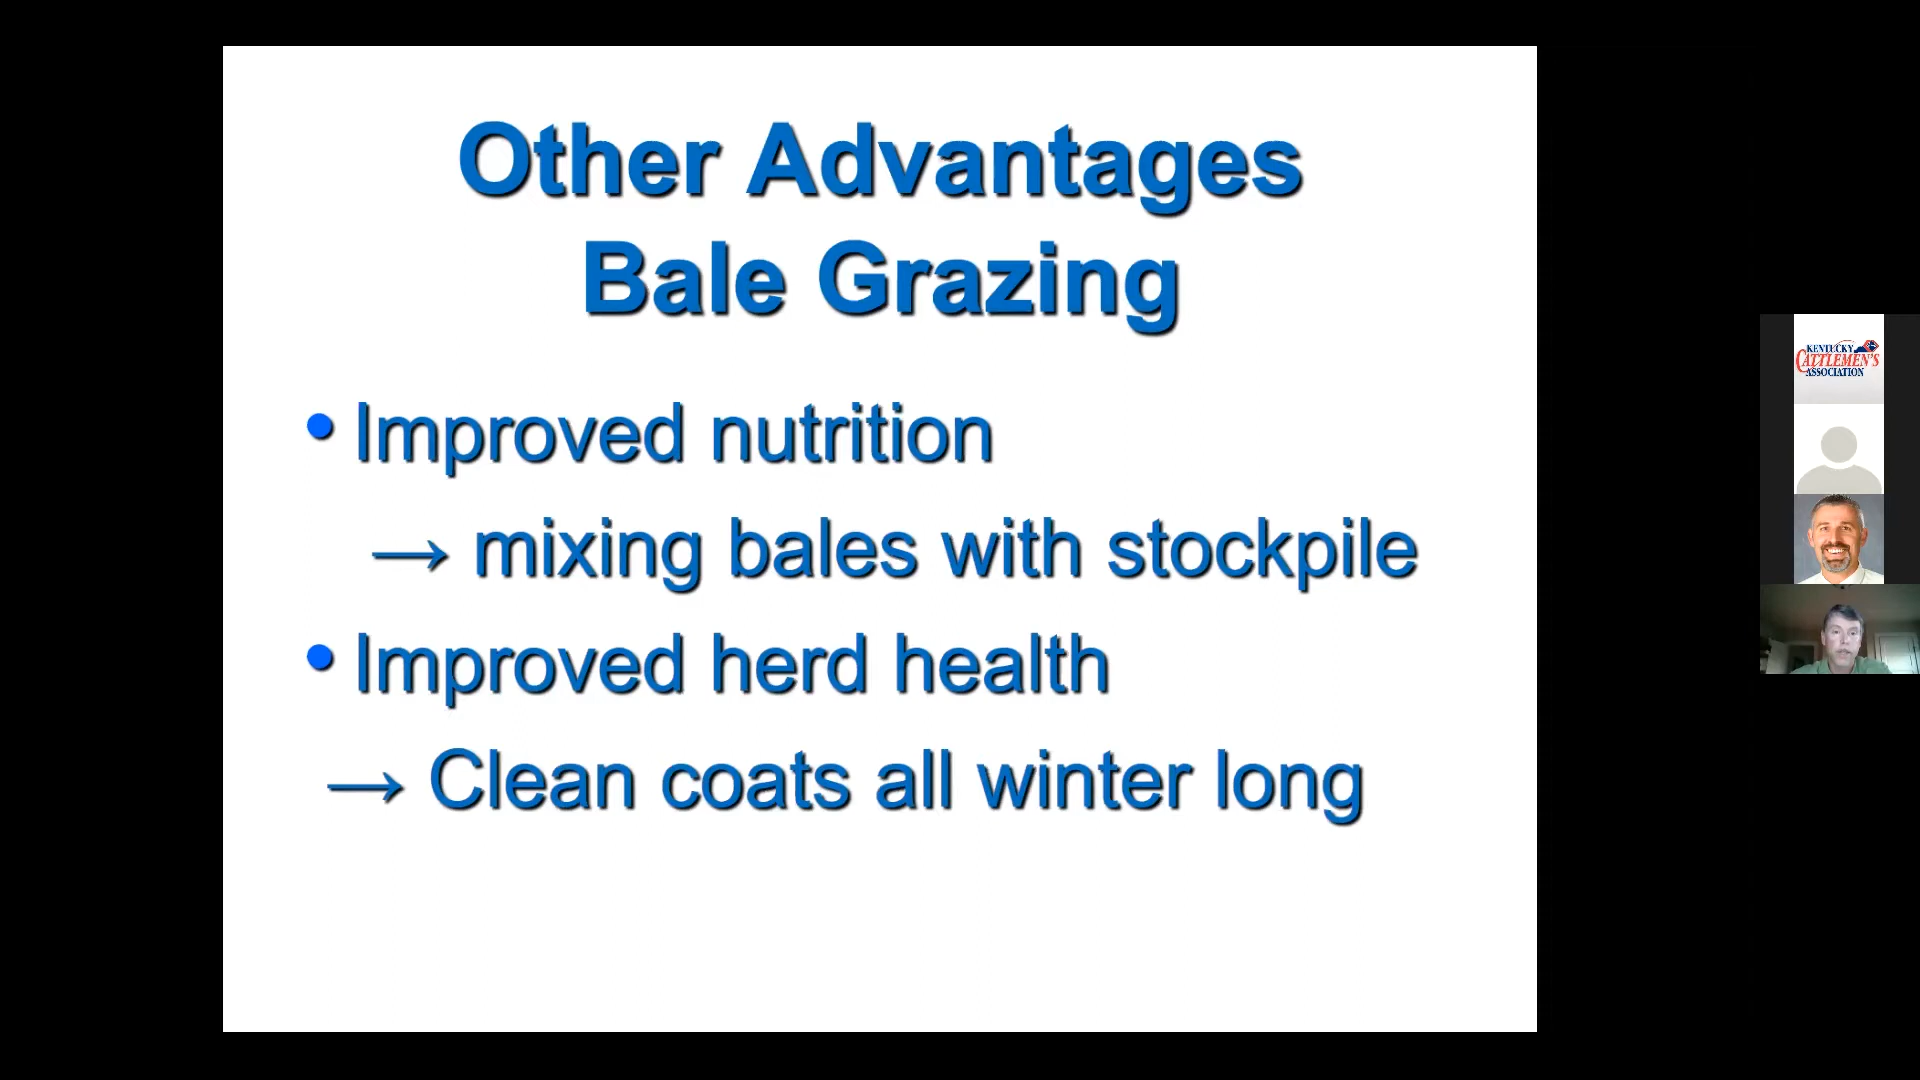 Other Advantages
Bale Grazing
• Improved nutrition
→ mixing bales with stockpile
• Improved herd health
→ Clean coats all winter long
KENTUCKY
CATTLEMEN'S
ASSOCIATION